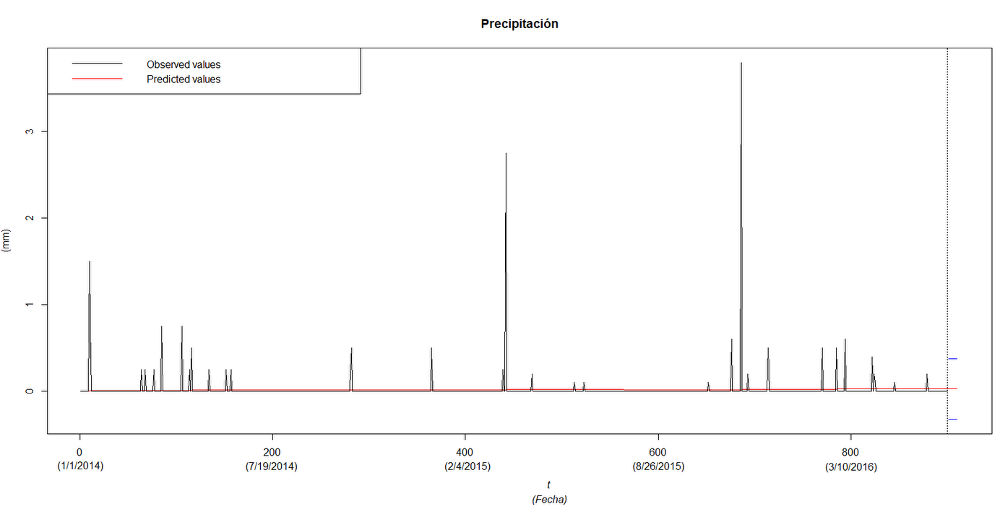 Precipitación
Observed values
Predicted values
3
2
1
0
(mm)
0 200 400 600 800
(1/1/2014) (7/19/2014) (2/4/2015) (8/26/2015) (3/10/2016)
t
(Fecha)